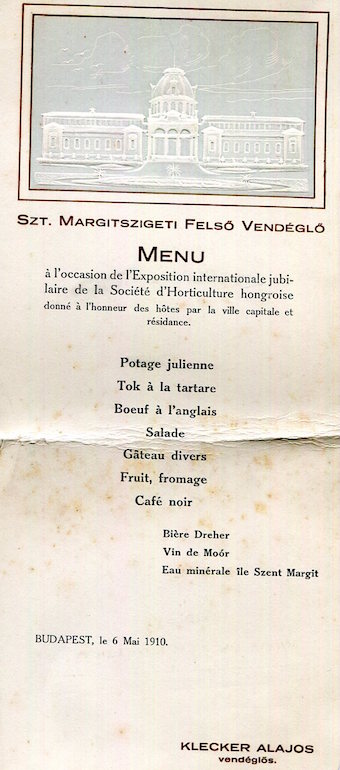 SZT. MARGITSZIGETI FELSŐ VENDÉGLŐ
MENU
à l'occasion de l'Exposition internationale jubi-
laire de la Société d'Horticulture hongroise
donné à l'honneur des hôtes par la ville capitale et
résidance.
Potage julienne
Tok à la tartare
Boeuf à l'anglais
Salade
Gâteau divers
Fruit, fromage
Café noir
Bière Dreher
Vin de Moór
Eau minérale île Szent Margit
BUDAPEST, le 6 Mai 1910.
KLECKER ALAJOS
vendéglős.